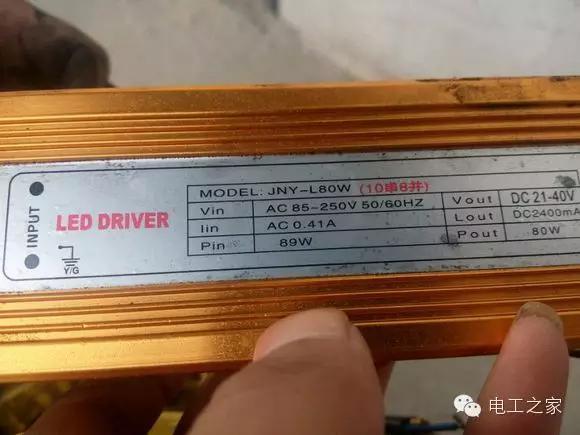 MODEL: JNY-L80W (10串8并)
Vin AC 85-250V 50/60HZ Vout DC 21-40V
Iin AC 0.41A Lout DC2400mA
Pin 89W Pout 80W
INPUT
LED DRIVER
Y/G
电工之家